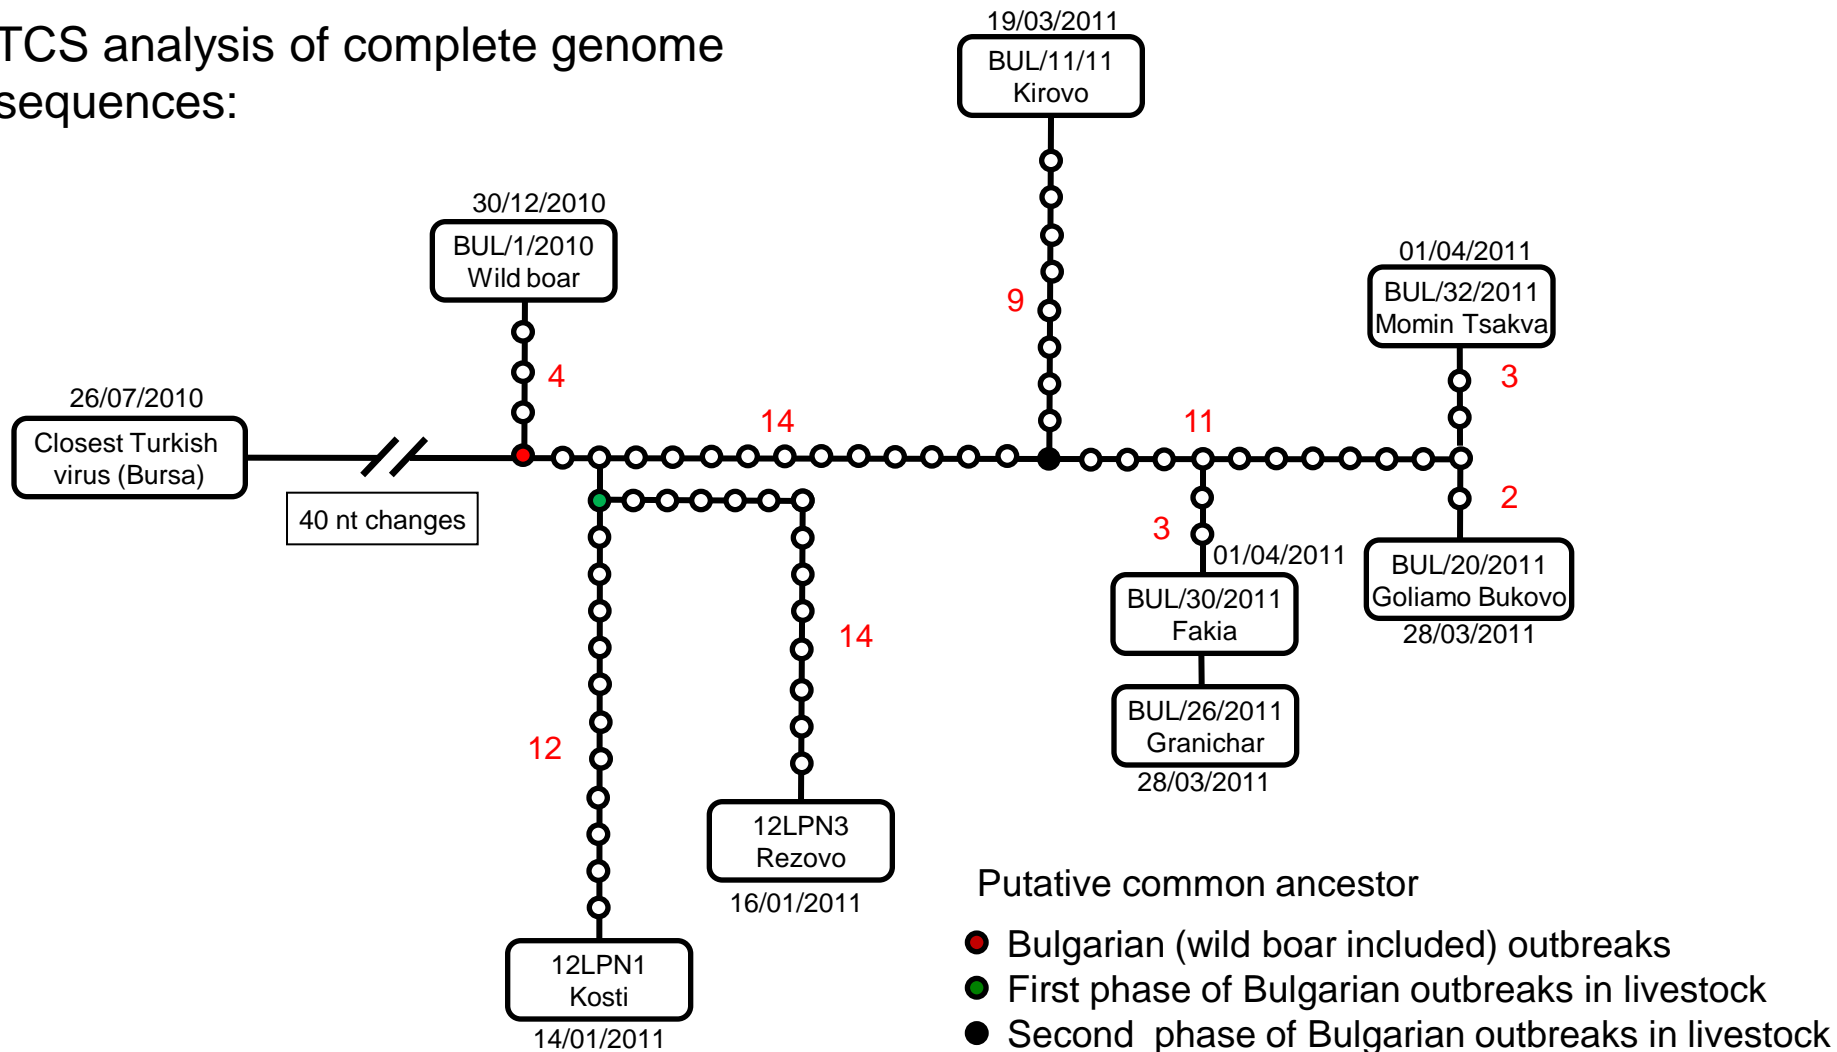 TCS analysis of complete genome
sequences:
19/03/2011
BUL/11/11
Kirovo
30/12/2010
BUL/1/2010
Wild boar
01/04/2011
BUL/32/2011
Momin Tsakva
9
4
3
26/07/2010
Closest Turkish
virus (Bursa)
14
11
40 nt changes
2
3
01/04/2011
BUL/30/2011
Fakia
BUL/20/2011
Goliamo Bukovo
28/03/2011
14
12
BUL/26/2011
Granichar
28/03/2011
12LPN3
Rezovo
16/01/2011
12LPN1
Kosti
14/01/2011
Putative common ancestor
Bulgarian (wild boar included) outbreaks
First phase of Bulgarian outbreaks in livestock
Second phase of Bulgarian outbreaks in livestock